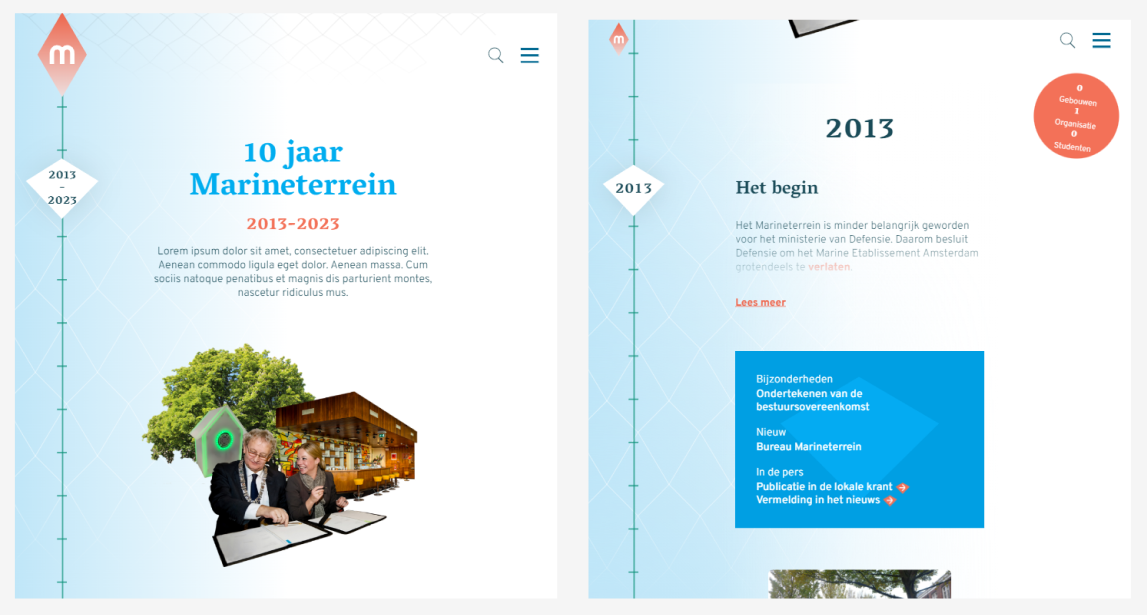 m
2013
-
2023
10 jaar
Marineterrein
2013-2023
Lorem ipsum dolor sit amet, consectetuer adipiscing elit.
Aenean commodo ligula eget dolor. Aenean massa. Cum
sociis natoque penatibus et magnis dis parturient montes,
nascetur ridiculus mus.
m
0
Gebouwen
1
Organisatie
0
Studenten
2013
2013
Het begin
Het Marineterrein is minder belangrijk geworden
voor het ministerie van Defensie. Daarom besluit
Defensie om het Marine Etablissement Amsterdam
grotendeels te verlaten.
Lees meer
Bijzonderheden
Ondertekenen van de
bestuursovereenkomst
Nieuw
Bureau Marineterrein
In de pers
Publicatie in de lokale krant
Vermelding in het nieuws